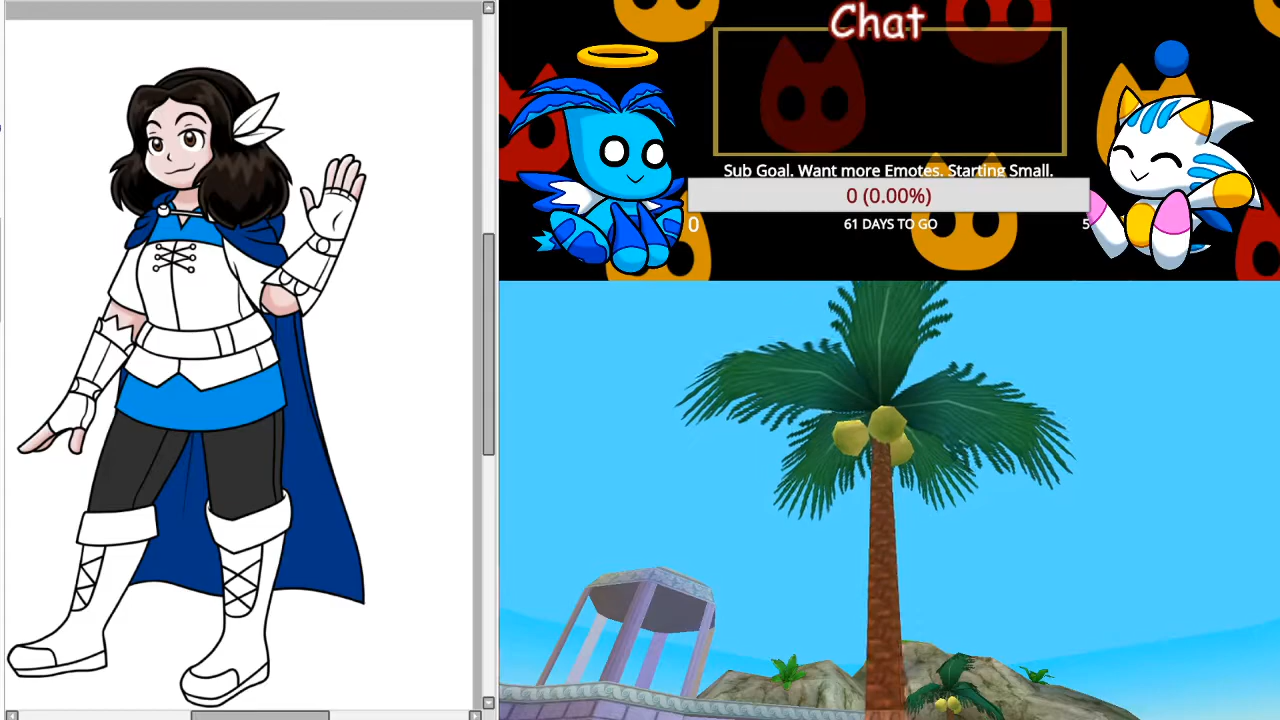 Chat
Sub Goal. Want more Emotes. Starting Small.
0 (0.00%)
0
61 DAYS TO GO
5